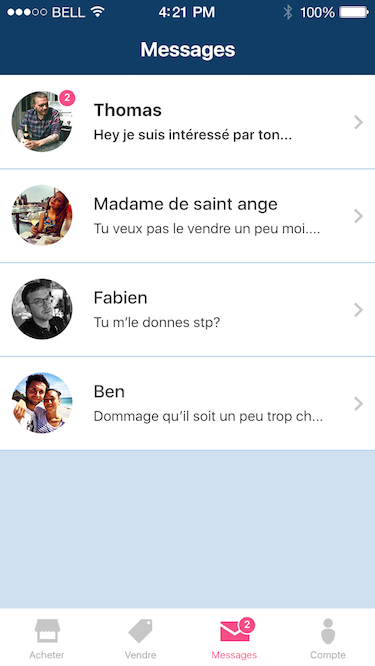 BELL 4:21 PM 100%
Messages
2
Thomas
Hey je suis intéressé par ton...
Madame de saint ange
Tu veux pas le vendre un peu moi....
Fabien
Tu m’le donnes stp?
Ben
Dommage qu’il soit un peu trop ch...
2
Acheter Vendre Messages Compte